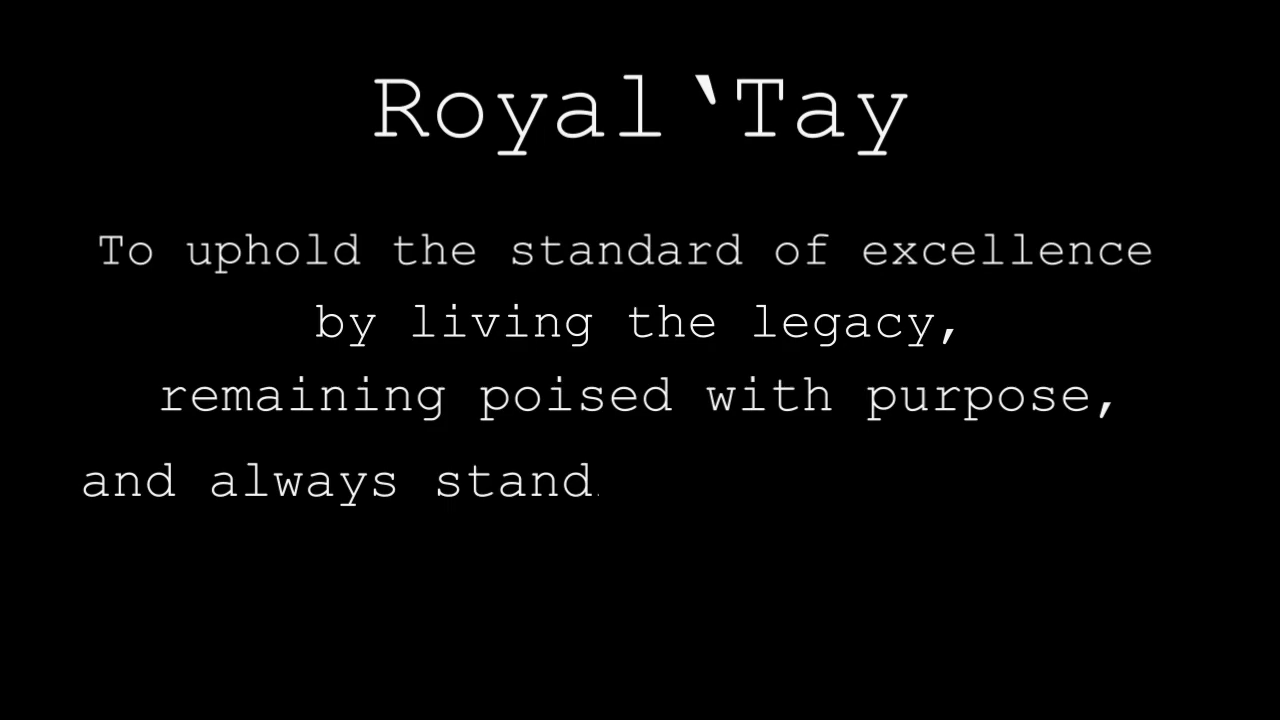 Royal‘Tay
To uphold the standard of excellence
by living the legacy,
remaining poised with purpose,
and always stand